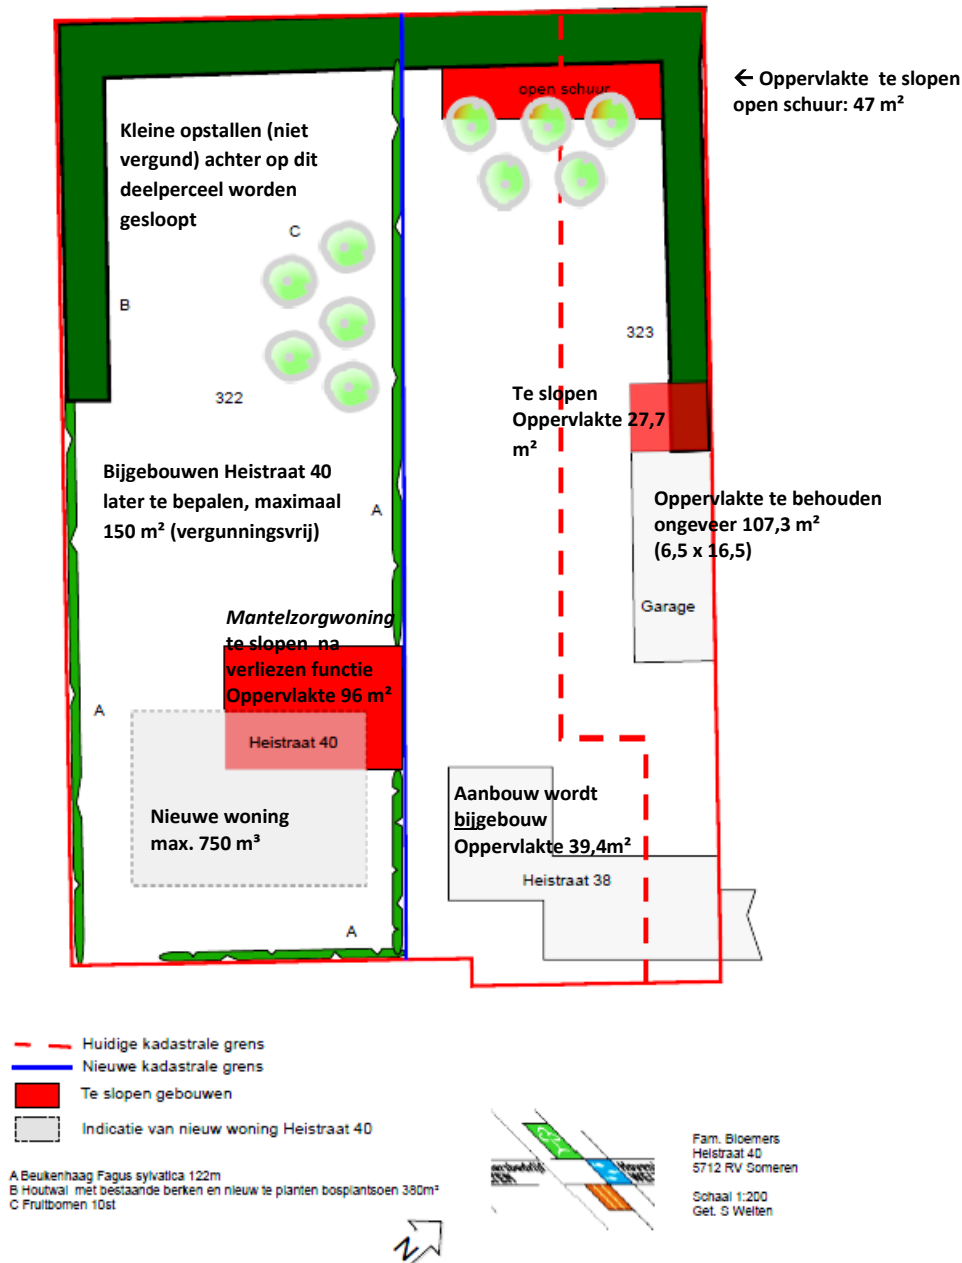 open schuur
← Oppervlakte te slopen
open schuur: 47 m²
Kleine opstallen (niet
vergund) achter op dit
deelperceel worden
gesloopt
C
B
323
322
Te slopen
Oppervlakte 27,7
m²
Bijgebouwen Heistraat 40
later te bepalen, maximaal
150 m² (vergunningsvrij)
A
Oppervlakte te behouden
ongeveer 107,3 m²
(6,5 x 16,5)
Garage
Mantelzorgwoning
te slopen na
verliezen functie
Oppervlakte 96 m²
A
Heistraat 40
Nieuwe woning
max. 750 m³
Aanbouw wordt
bijgebouw
Oppervlakte 39,4m²
Heistraat 38
A
Huidige kadastrale grens
Nieuwe kadastrale grens
Te slopen gebouwen
Indicatie van nieuw woning Heistraat 40
A Beukenhaag Fagus sylvatica 122m
B Houtwal met bestaande berken en nieuw te planten bosplantsoen 380m²
C Fruitbomen 10st
N
Fam. Bloemers
Heistraat 40
5712 RV Someren
Schaal 1:200
Get. S Welten